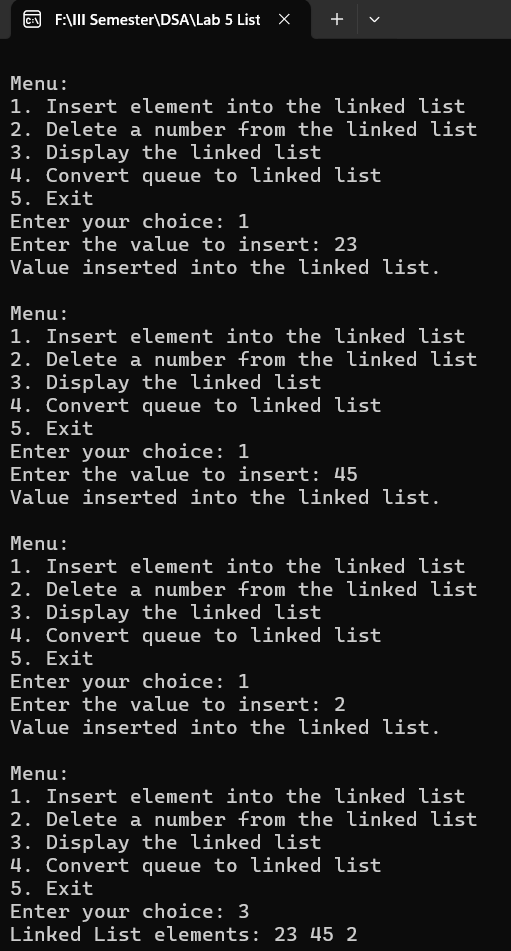 F:\III Semester\DSA\Lab 5 List
Menu:
1. Insert element into the linked list
2. Delete a number from the linked list
3. Display the linked list
4. Convert queue to linked list
5. Exit
Enter your choice: 1
Enter the value to insert: 23
Value inserted into the linked list.
Menu:
1. Insert element into the linked list
2. Delete a number from the linked list
3. Display the linked list
4. Convert queue to linked list
5. Exit
Enter your choice: 1
Enter the value to insert: 45
Value inserted into the linked list.
Menu:
1. Insert element into the linked list
2. Delete a number from the linked list
3. Display the linked list
4. Convert queue to linked list
5. Exit
Enter your choice: 1
Enter the value to insert: 2
Value inserted into the linked list.
Menu:
1. Insert element into the linked list
2. Delete a number from the linked list
3. Display the linked list
4. Convert queue to linked list
5. Exit
Enter your choice: 3
Linked List elements: 23 45 2